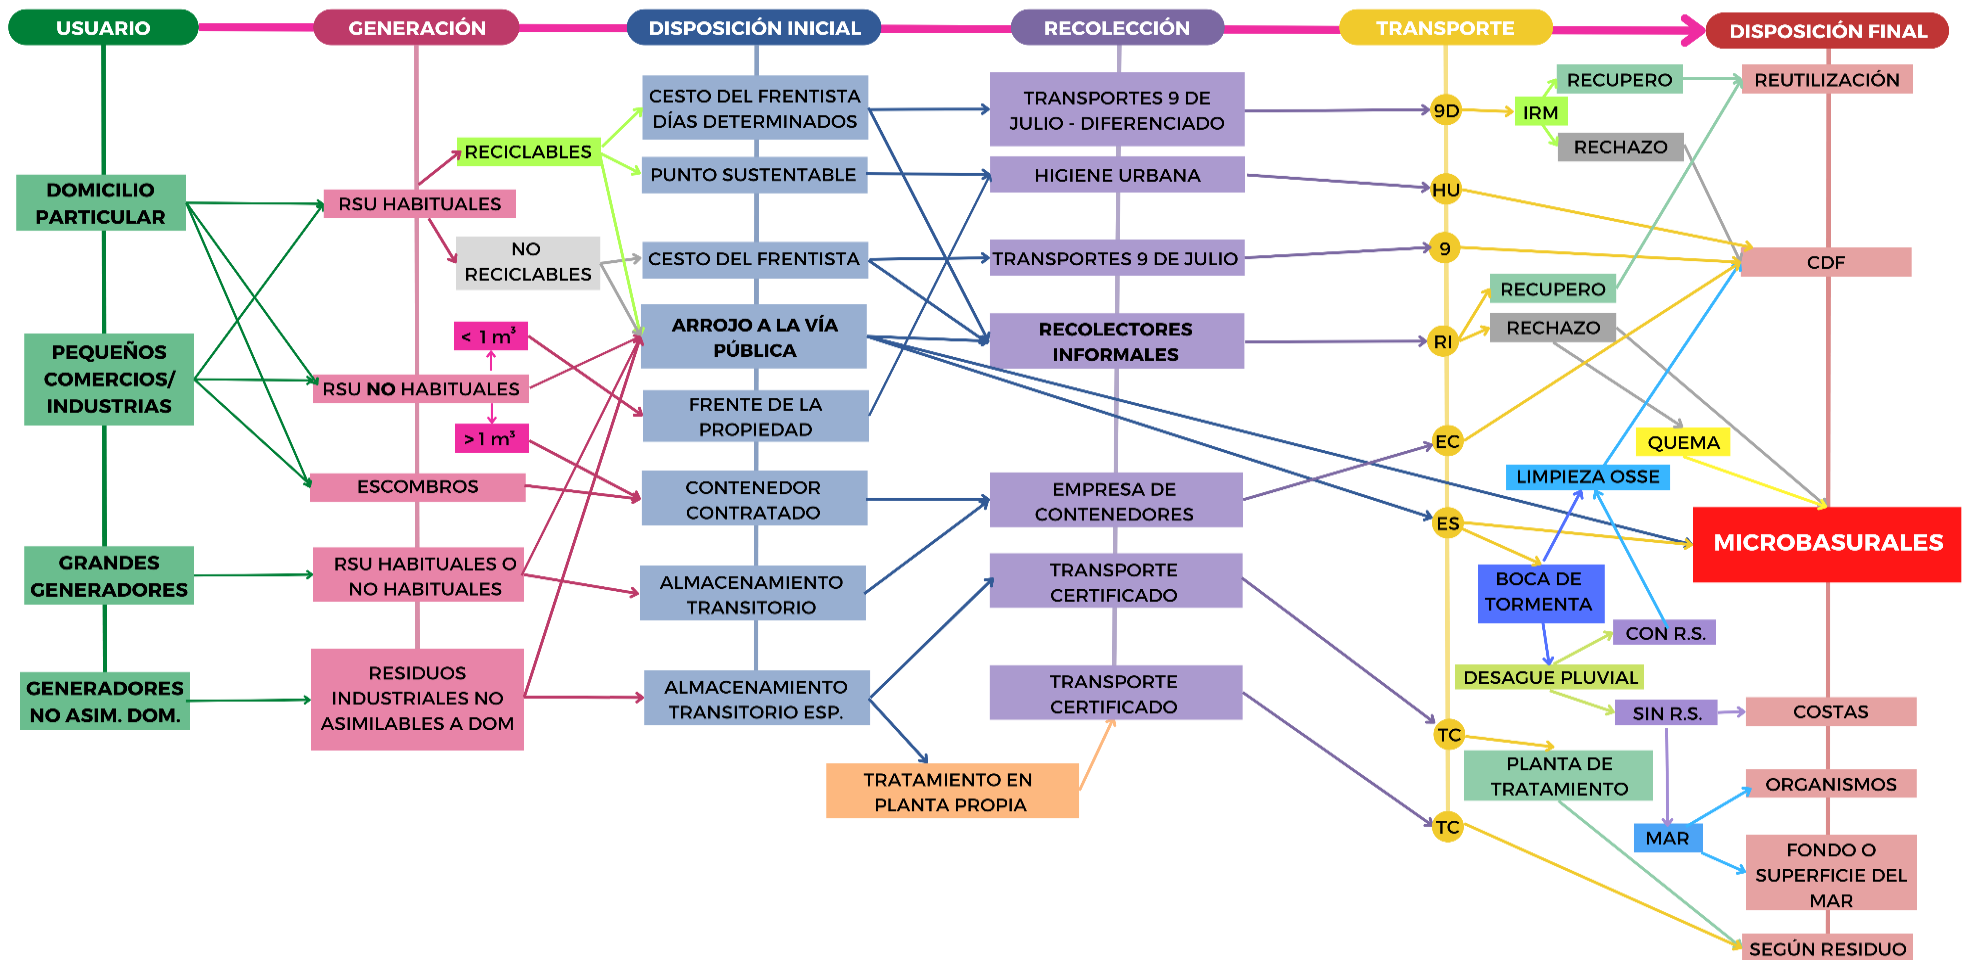 USUARIO
GENERACIÓN
DISPOSICIÓN INICIAL
RECOLECCIÓN
TRANSPORTE
DISPOSICIÓN FINAL
DOMICILIO
PARTICULAR
PEQUEÑOS
COMERCIOS/
INDUSTRIAS
GRANDES
GENERADORES
GENERADORES
NO ASIM. DOM.
RSU HABITUALES
RECICLABLES
NO
RECICLABLES
< 1 m³
RSU NO HABITUALES
> 1 m³
ESCOMBROS
RSU HABITUALES O
NO HABITUALES
RESIDUOS
INDUSTRIALES NO
ASIMILABLES A DOM
CESTO DEL FRENTISTA
DÍAS DETERMINADOS
PUNTO SUSTENTABLE
CESTO DEL FRENTISTA
ARROJO A LA VÍA
PÚBLICA
FRENTE DE LA
PROPIEDAD
CONTENEDOR
CONTRATADO
ALMACENAMIENTO
TRANSITORIO
ALMACENAMIENTO
TRANSITORIO ESP.
TRATAMIENTO EN
PLANTA PROPIA
TRANSPORTES 9 DE
JULIO - DIFERENCIADO
HIGIENE URBANA
TRANSPORTES 9 DE JULIO
RECOLECTORES
INFORMALES
EMPRESA DE
CONTENEDORES
TRANSPORTE
CERTIFICADO
TRANSPORTE
CERTIFICADO
9D
HU
9
RI
EC
ES
TC
TC
IRM
RECUPERO
RECHAZO
RECUPERO
RECHAZO
QUEMA
LIMPIEZA OSSE
BOCA DE
TORMENTA
CON R.S.
DESAGUE PLUVIAL
SIN R.S.
PLANTA DE
TRATAMIENTO
MAR
REUTILIZACIÓN
CDF
MICROBASURALES
COSTAS
ORGANISMOS
FONDO O
SUPERFICIE DEL
MAR
SEGÚN RESIDUO